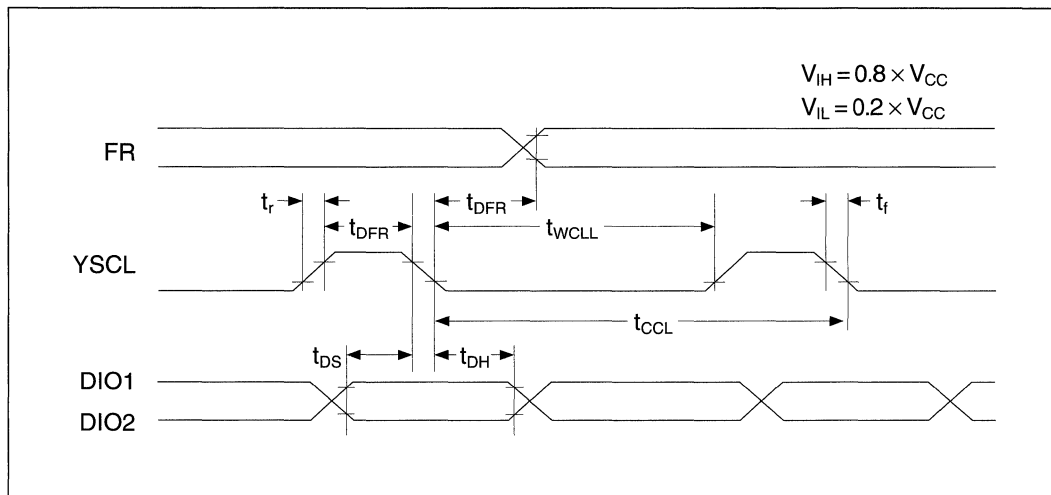 V_IH = 0.8 × V_CC
V_IL = 0.2 × V_CC
FR
t_r
t_DFR
t_DFR
t_WCLL
t_f
YSCL
t_CCL
t_DS
t_DH
DIO1
DIO2